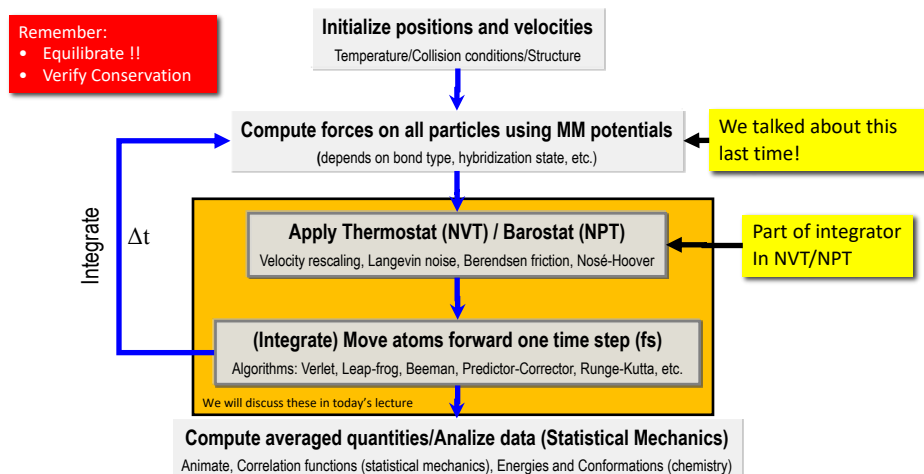 Remember:
• Equilibrate !!
• Verify Conservation
Initialize positions and velocities
Temperature/Collision conditions/Structure
Compute forces on all particles using MM potentials
(depends on bond type, hybridization state, etc.)
We talked about this
last time!
Integrate
Δt
Apply Thermostat (NVT) / Barostat (NPT)
Velocity rescaling, Langevin noise, Berendsen friction, Nosé-Hoover
Part of integrator
In NVT/NPT
(Integrate) Move atoms forward one time step (fs)
Algorithms: Verlet, Leap-frog, Beeman, Predictor-Corrector, Runge-Kutta, etc.
We will discuss these in today's lecture
Compute averaged quantities/Analize data (Statistical Mechanics)
Animate, Correlation functions (statistical mechanics), Energies and Conformations (chemistry)